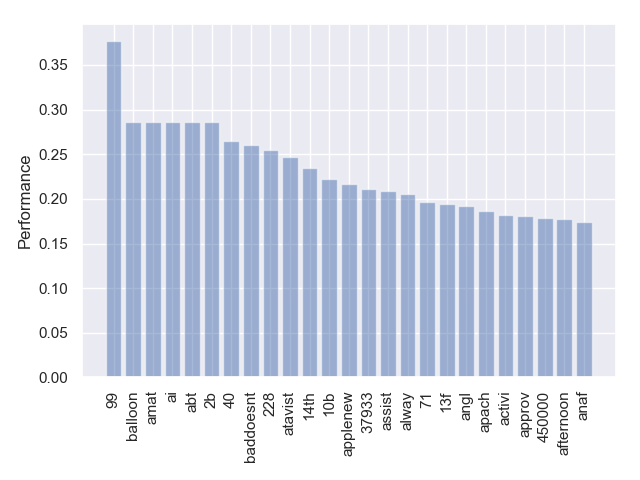 Performance
0.35
0.30
0.25
0.20
0.15
0.10
0.05
0.00
99
balloon
amat
ai
abt
2b
40
baddoesnt
228
atavist
14th
10b
applenew
37933
assist
alway
71
13f
angl
apach
activi
approv
450000
afternoon
anaf